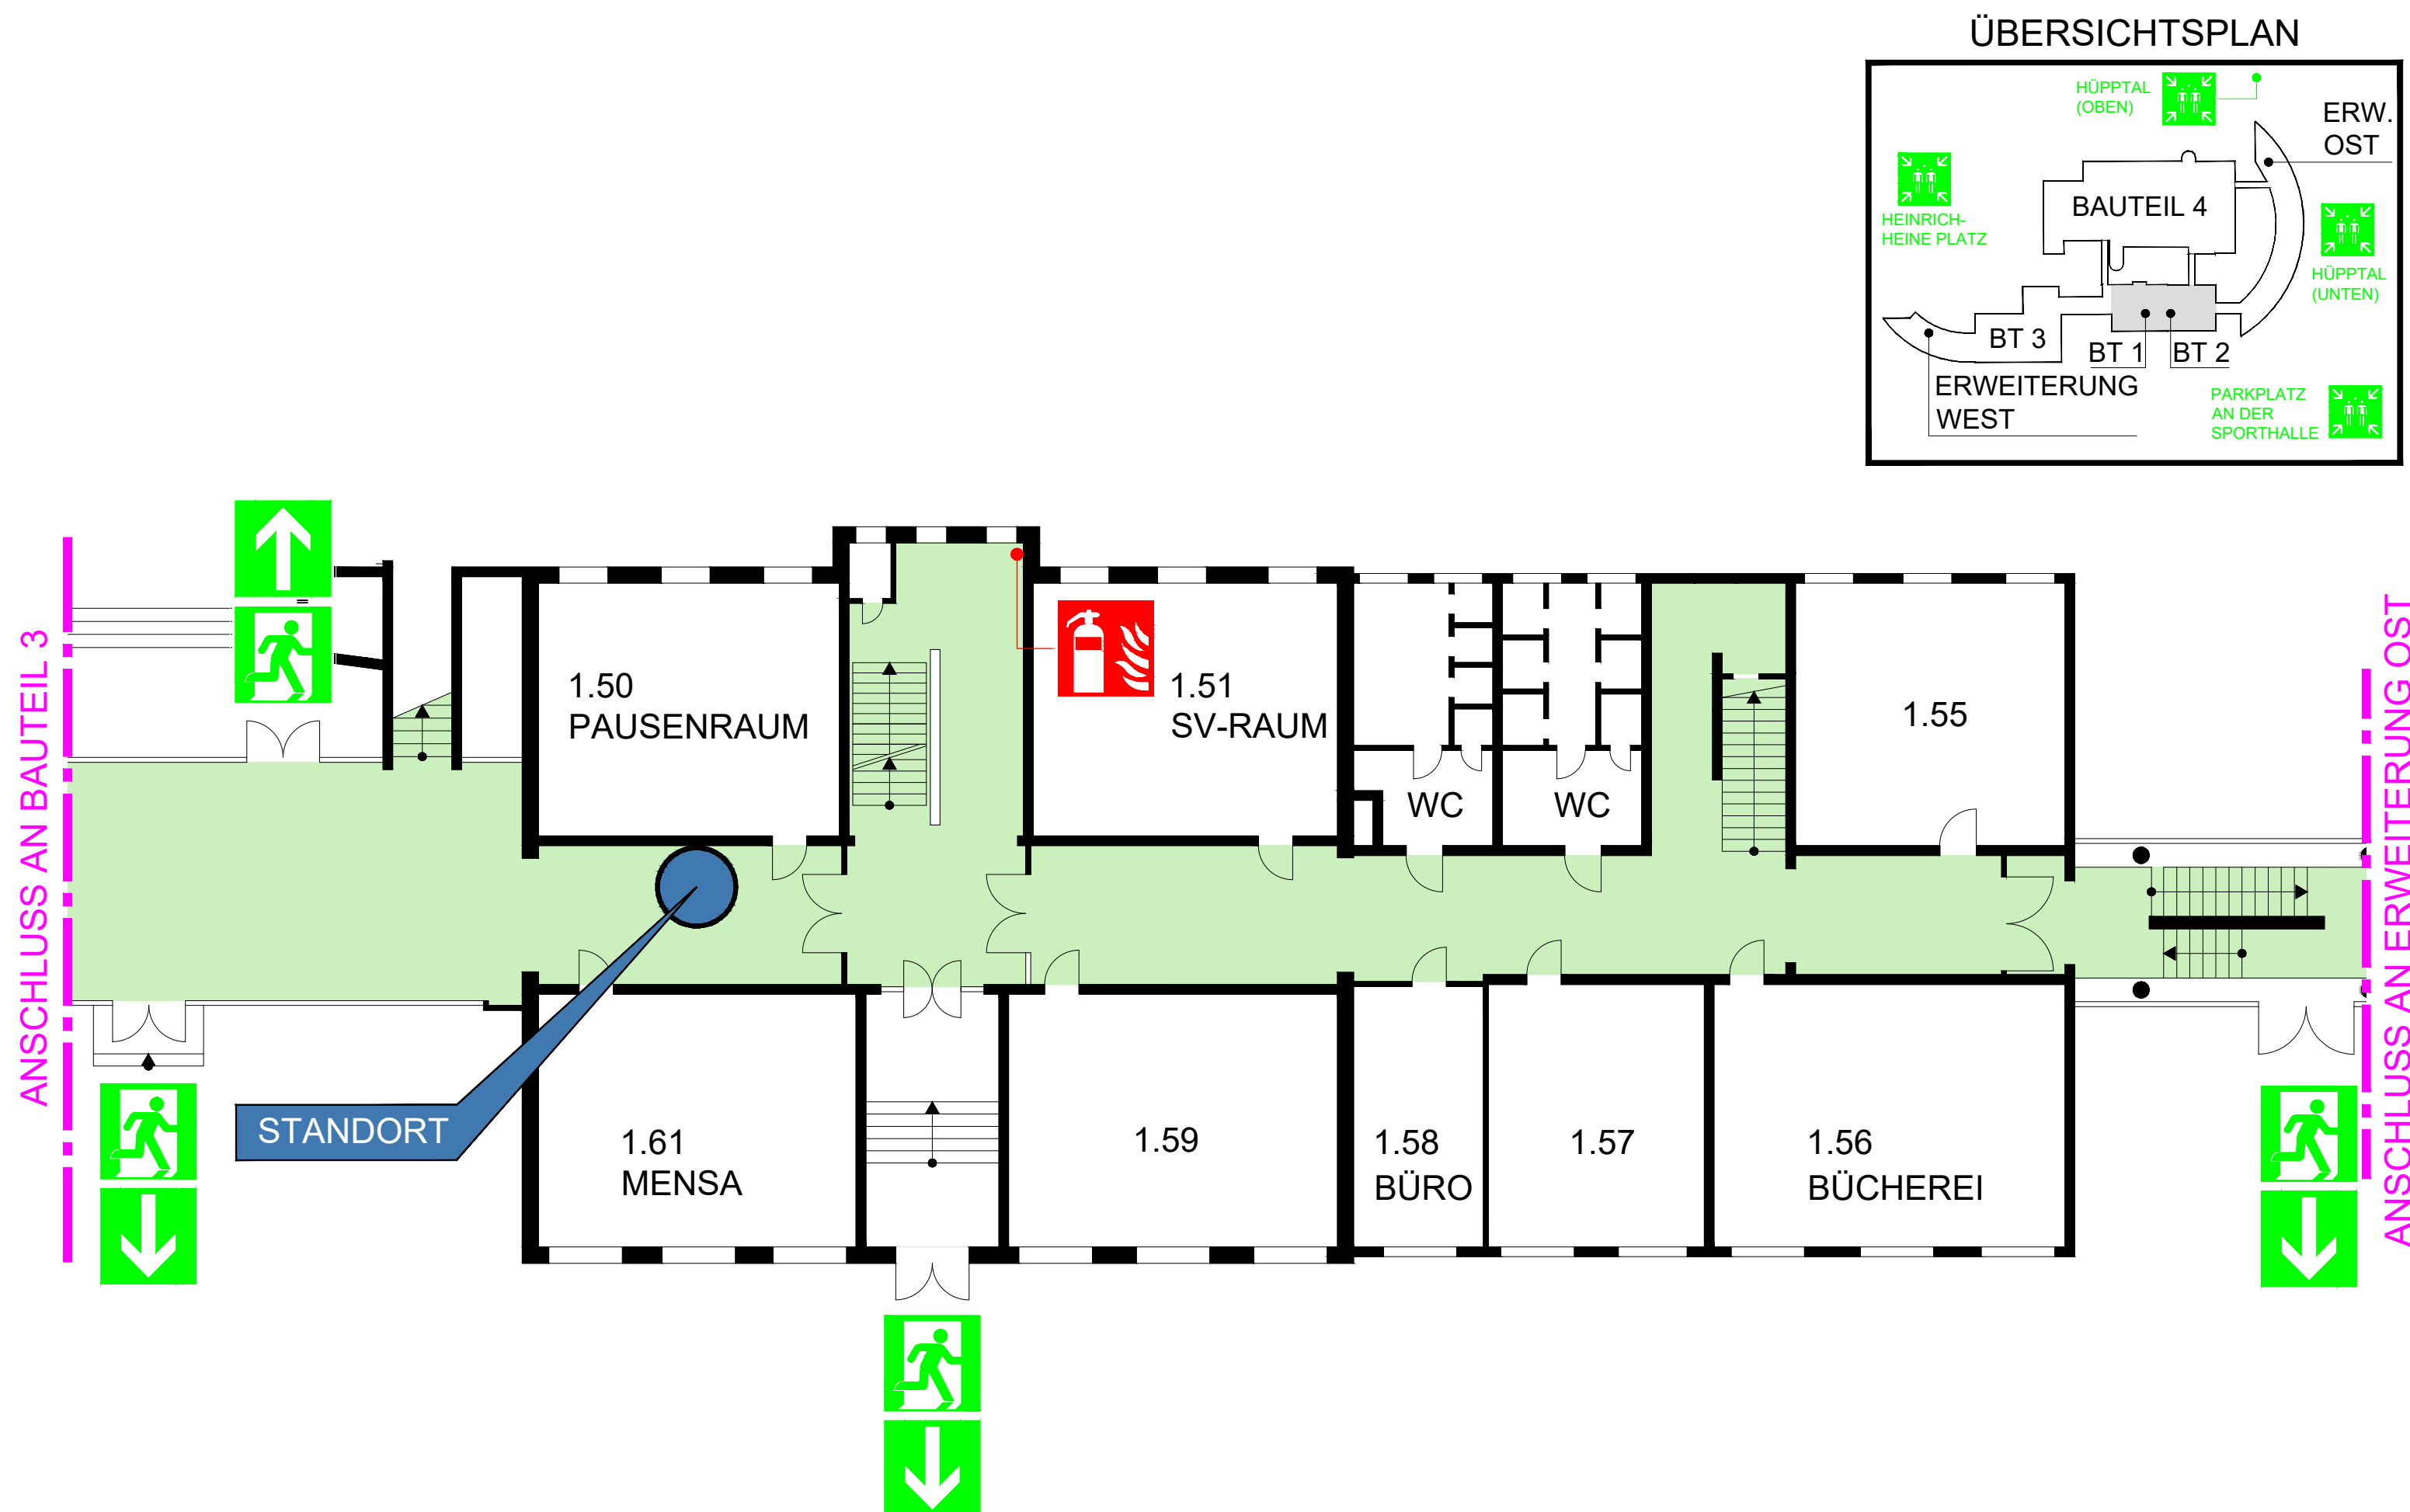 ÜBERSICHTSPLAN
HÜPPTAL
(OBEN)
ERW.
OST
HEINRICH-
HEINE PLATZ
BAUTEIL 4
HÜPPTAL
(UNTEN)
BT 3
BT 1
BT 2
ERWEITERUNG
WEST
PARKPLATZ
AN DER
SPORTHALLE
ANSCHLUSS AN BAUTEIL 3
1.50
PAUSENRAUM
1.51
SV-RAUM
WC
WC
1.55
ANSCHLUSS AN ERWEITERUNG OST
STANDORT
1.61
MENSA
1.59
1.58
BÜRO
1.57
1.56
BÜCHEREI